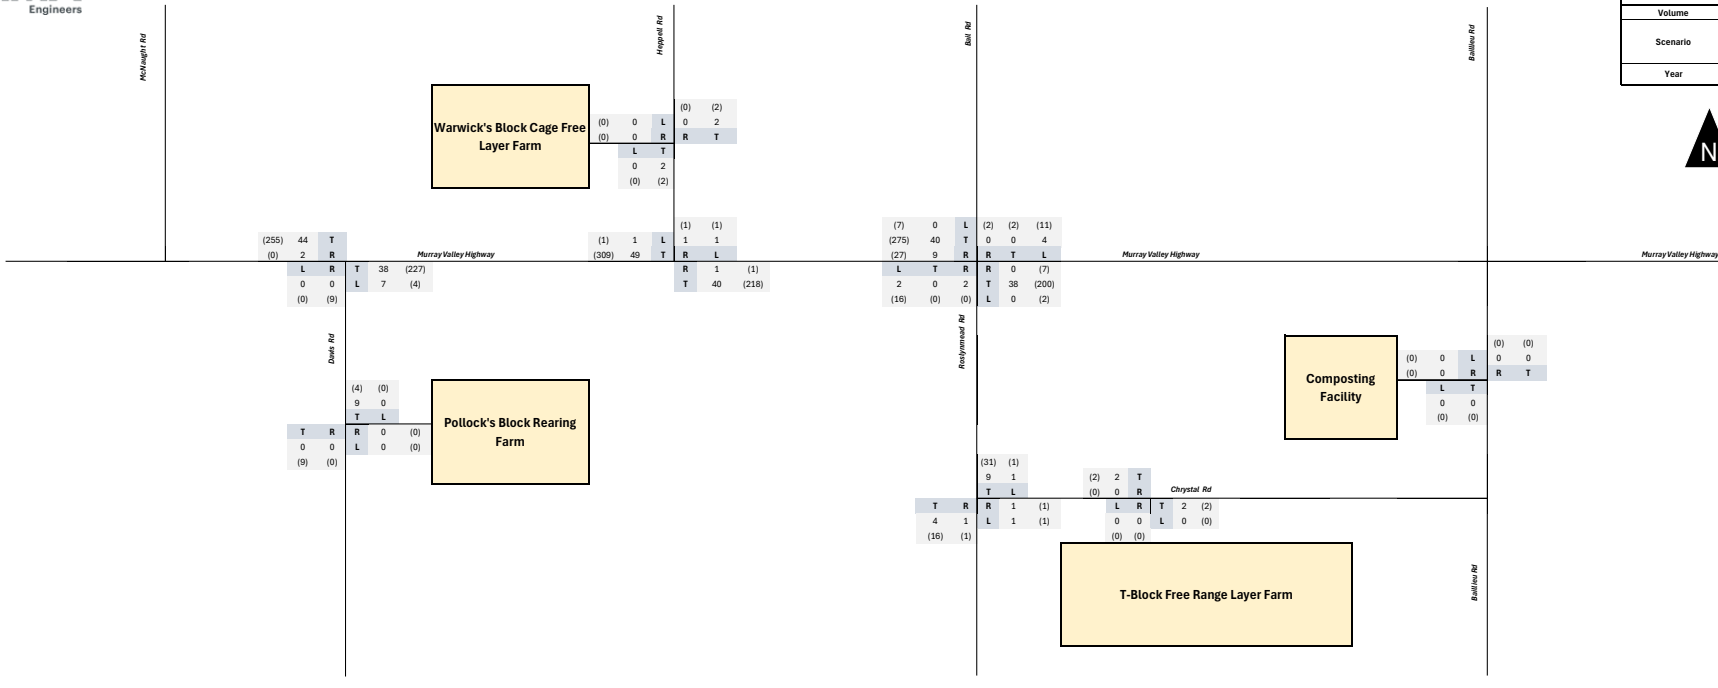 Engineers
Volume
Scenario
Year
N
McNaught Rd
Heppell Rd
Ball Rd
Baillieu Rd
Warwick's Block Cage Free
Layer Farm
(0) (2)
(0) 0 L 0 2
(0) 0 R R T
L T
0 2
(0) (2)
(255) 44 T
(0) 2 R
L R T 38 (227)
0 0 L 7 (4)
(0) (9)
Murray Valley Highway
(1) (1)
(1) 1 L 1 1
(309) 49 T R L
R 1 (1)
T 40 (218)
(7) 0 L (2) (2) (11)
(275) 40 T 0 0 4
(27) 9 R R T L
L T R R 0 (7)
2 0 2 T 38 (200)
(16) (0) (0) L 0 (2)
Murray Valley Highway
Murray Valley Highway
Davis Rd
Roslynmead Rd
(4) (0)
9 0
T L
T R R 0 (0)
0 0 L 0 (0)
(9) (0)
Pollock's Block Rearing
Farm
Composting
Facility
(0) (0)
(0) 0 L 0 0
(0) 0 R R T
L T
0 0
(0) (0)
(31) (1)
9 1
T L
T R R 1 (1)
4 1 L 1 (1)
(16) (1)
(2) 2 T
(0) 0 R
Chrystal Rd
L R T 2 (2)
0 0 L 0 (0)
(0) (0)
T-Block Free Range Layer Farm
Baillieu Rd